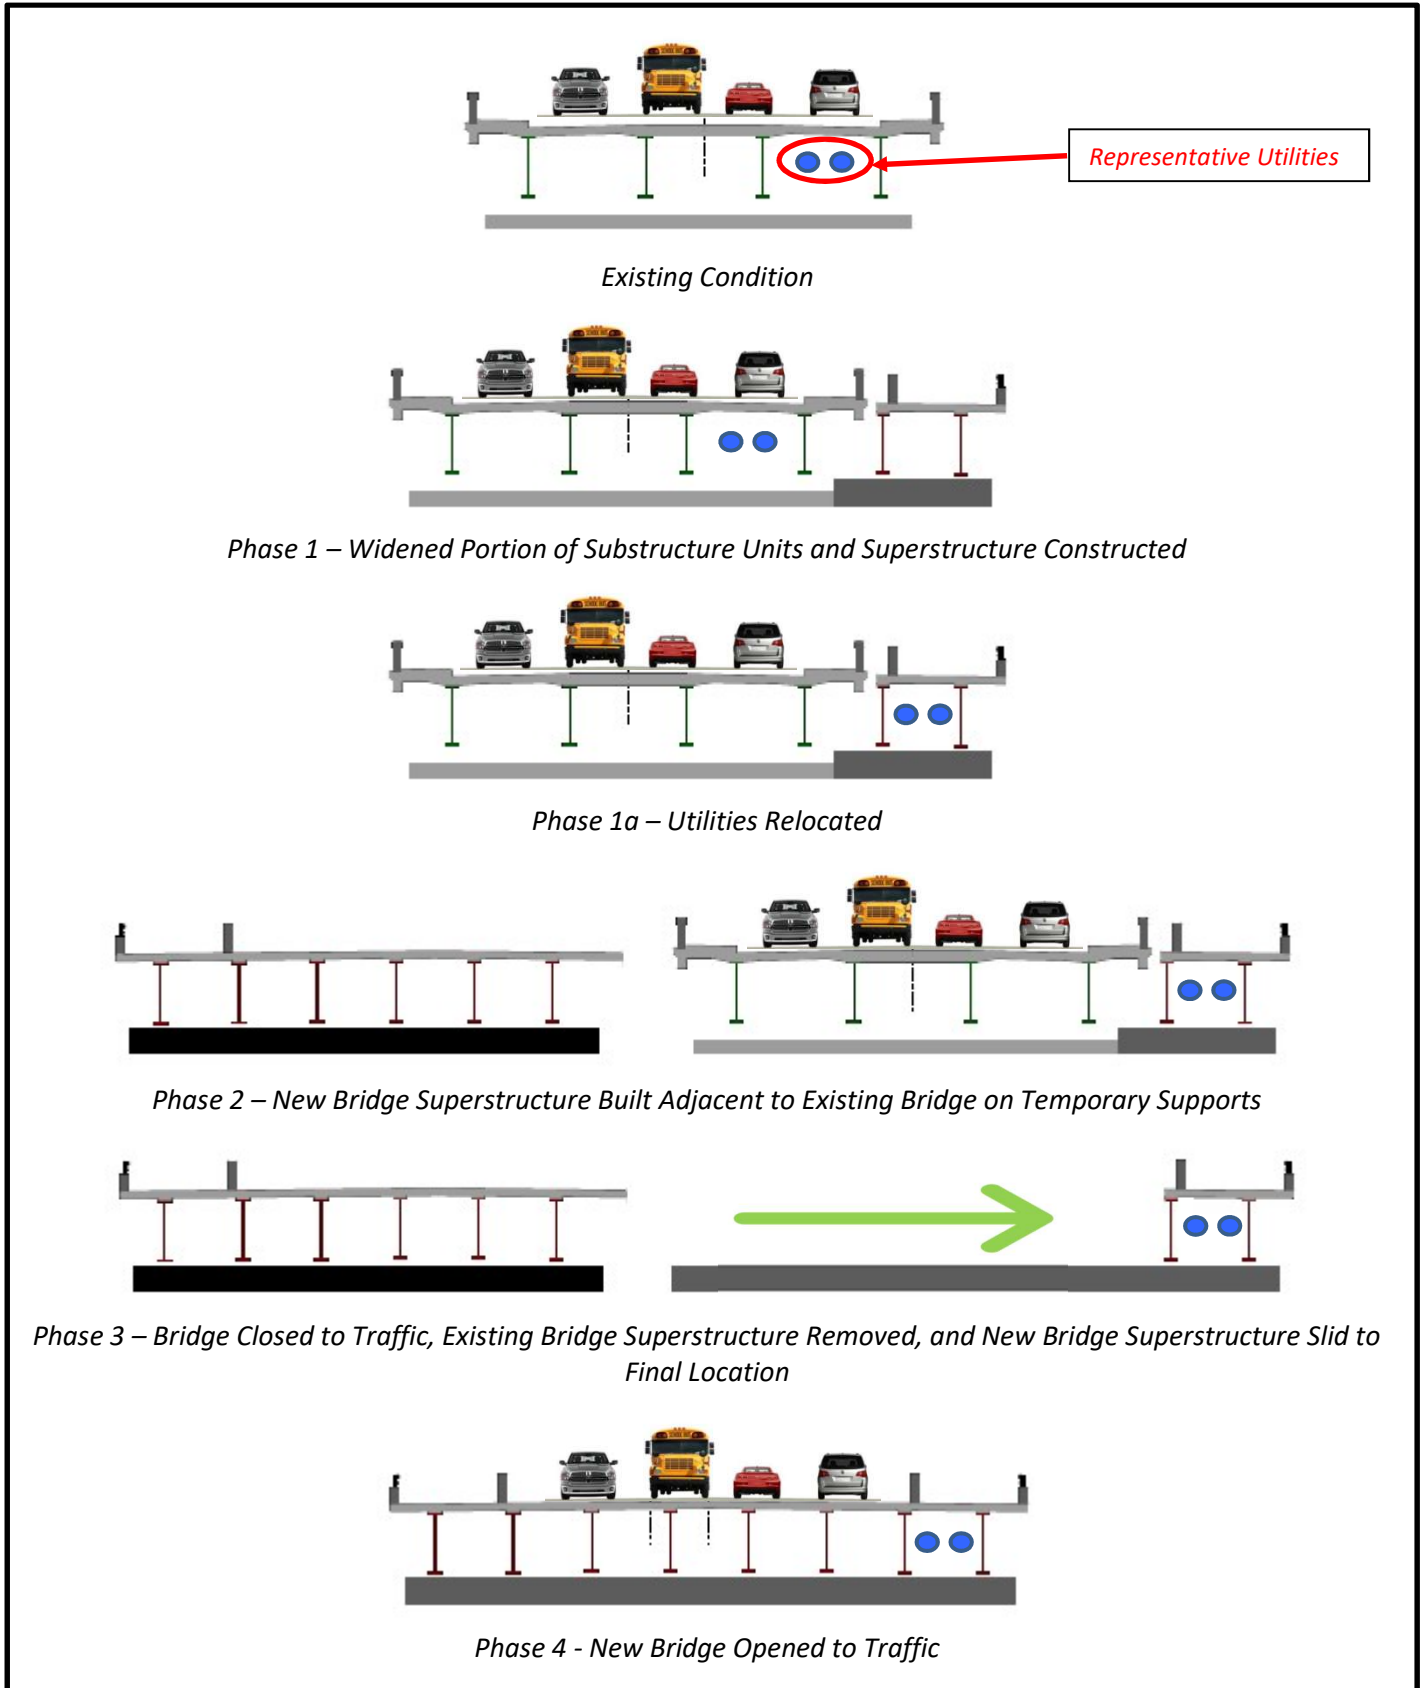 Representative Utilities
Existing Condition
Phase 1 – Widened Portion of Substructure Units and Superstructure Constructed
Phase 1a – Utilities Relocated
Phase 2 – New Bridge Superstructure Built Adjacent to Existing Bridge on Temporary Supports
Phase 3 – Bridge Closed to Traffic, Existing Bridge Superstructure Removed, and New Bridge Superstructure Slid to
Final Location
Phase 4 - New Bridge Opened to Traffic